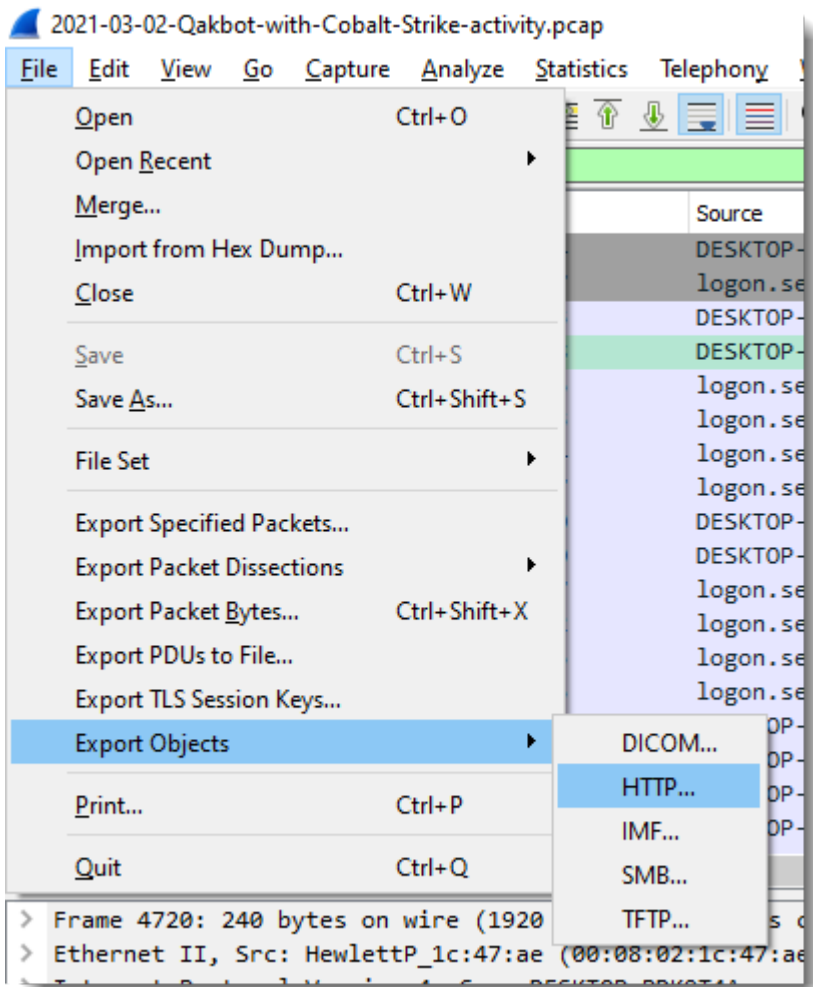 2021-03-02-Qakbot-with-Cobalt-Strike-activity.pcap
File Edit View Go Capture Analyze Statistics Telephony
Open Ctrl+O
Open Recent
Merge...
Import from Hex Dump...
Close Ctrl+W
Save Ctrl+S
Save As... Ctrl+Shift+S
File Set
Export Specified Packets...
Export Packet Dissections
Export Packet Bytes... Ctrl+Shift+X
Export PDUs to File...
Export TLS Session Keys...
Export Objects
Print... Ctrl+P
Quit Ctrl+Q
DICOM...
HTTP...
IMF...
SMB...
TFTP...
Source
DESKTOP-
logon.se
DESKTOP-
DESKTOP-
logon.se
logon.se
logon.se
logon.se
DESKTOP-
DESKTOP-
logon.se
logon.se
logon.se
logon.se
OP-
OP-
OP-
OP-
> Frame 4720: 240 bytes on wire (1920
> Ethernet II, Src: HewlettP_1c:47:ae (00:08:02:1c:47:ae